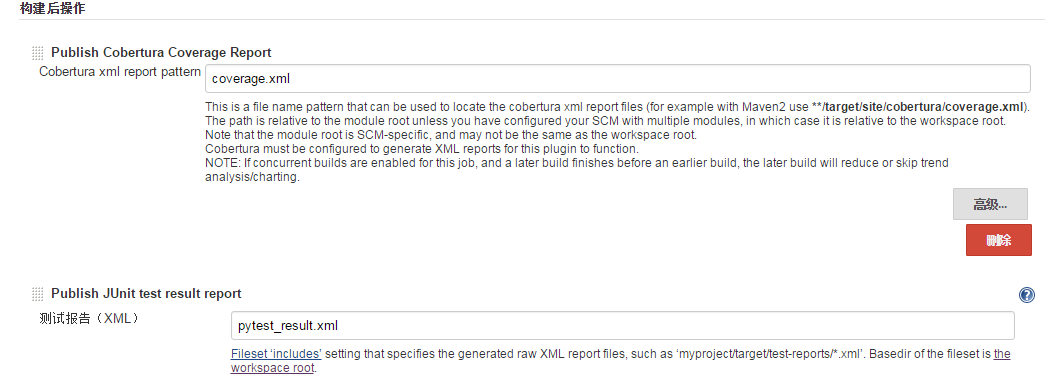 构建后操作
Publish Cobertura Coverage Report
Cobertura xml report pattern
coverage.xml
This is a file name pattern that can be used to locate the cobertura xml report files (for example with Maven2 use **/target/site/cobertura/coverage.xml).
The path is relative to the module root unless you have configured your SCM with multiple modules, in which case it is relative to the workspace root.
Note that the module root is SCM-specific, and may not be the same as the workspace root.
Cobertura must be configured to generate XML reports for this plugin to function.
NOTE: If concurrent builds are enabled for this job, and a later build finishes before an earlier build, the later build will reduce or skip trend
analysis/charting.
高级...
删除
Publish JUnit test result report
测试报告（XML）
pytest_result.xml
Fileset ‘includes’ setting that specifies the generated raw XML report files, such as ‘myproject/target/test-reports/*.xml’. Basedir of the fileset is the
workspace root.